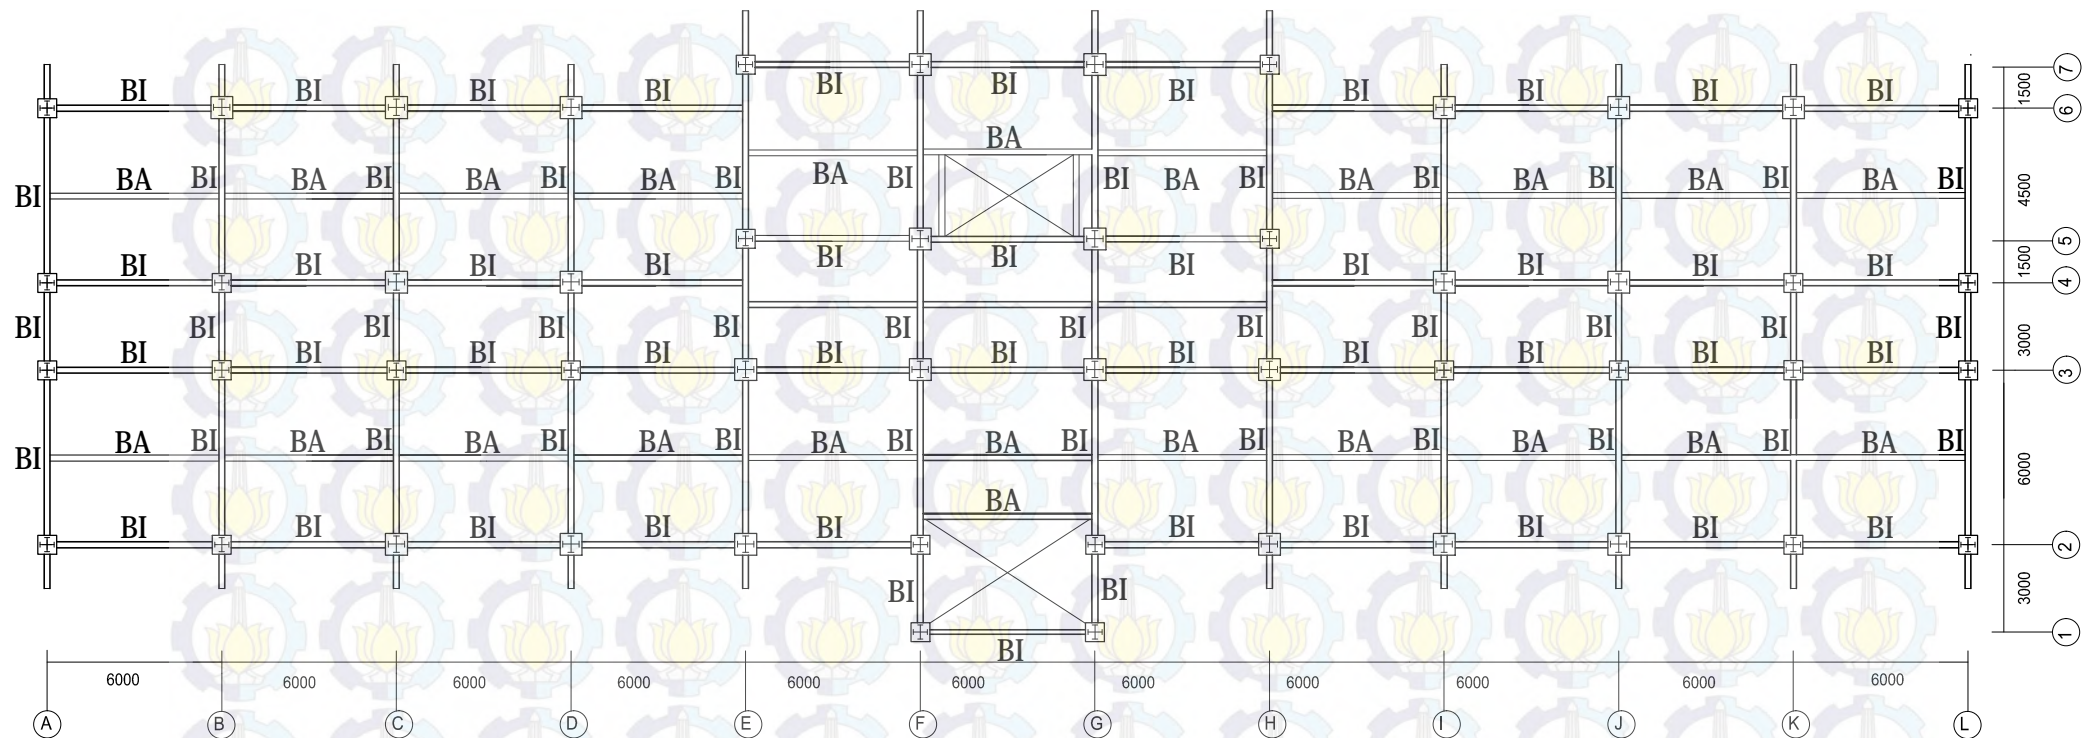 BI BI BI 7
BI BI BI BI BI BI BI BI 1500
6
BA
BA BI BA BI BA BI BA BI BA BI BI BA BI BA BI BA BI BA BI BA BI 4500
BI
BI BI BI 5
BI BI BI BI BI BI BI BI 1500
4
BI BI BI BI BI BI BI BI BI BI BI BI 3000
BI BI BI BI BI BI BI BI BI BI BI
3
BI BA BI BA BI BA BI BA BI BA BI BA BI BA BI BA BI BA BI BA BI BA BI 6000
BA
BI BI BI BI BI BI BI BI BI BI
2
BI BI 3000
BI 1
6000 6000 6000 6000 6000 6000 6000 6000 6000 6000 6000
A B C D E F G H I J K L